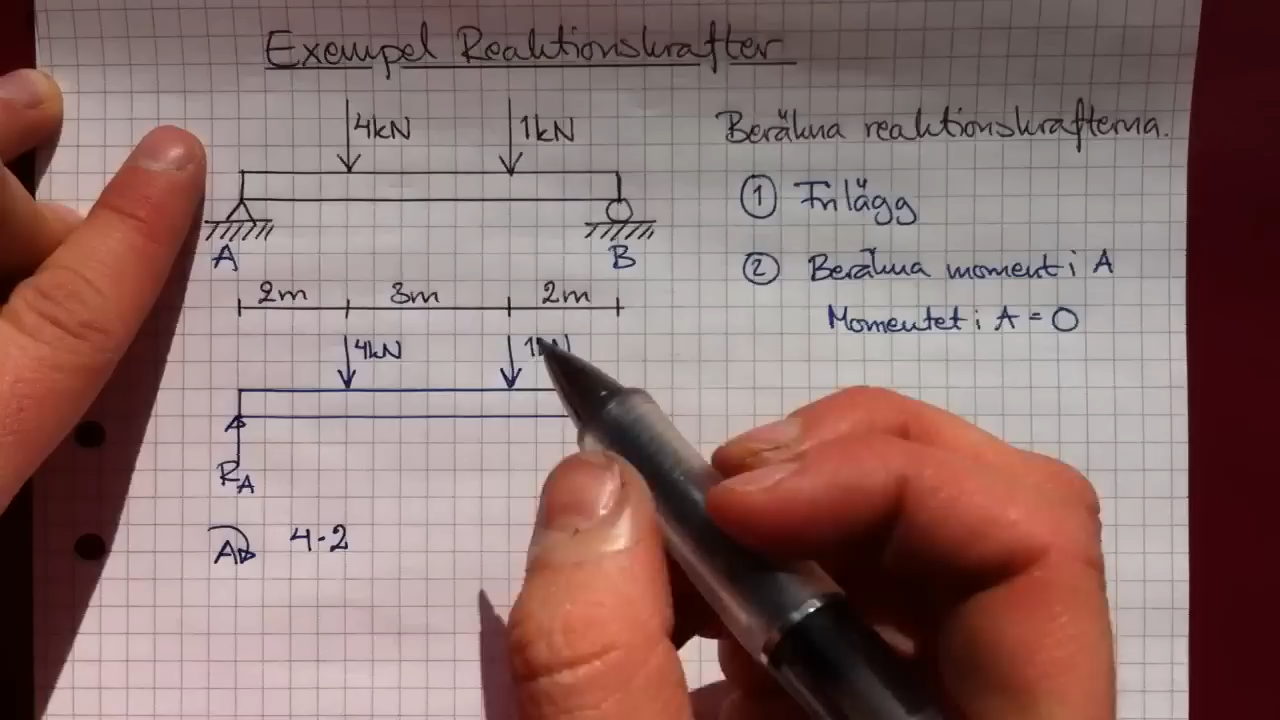 Exempel Reaktionskrafter
4kN 1kN
A B
2m 3m 2m
4kN
RA
A 4·2
Beräkna reaktionskrafterna.
① Frilägg
② Beräkna moment i A
Momentet i A = 0